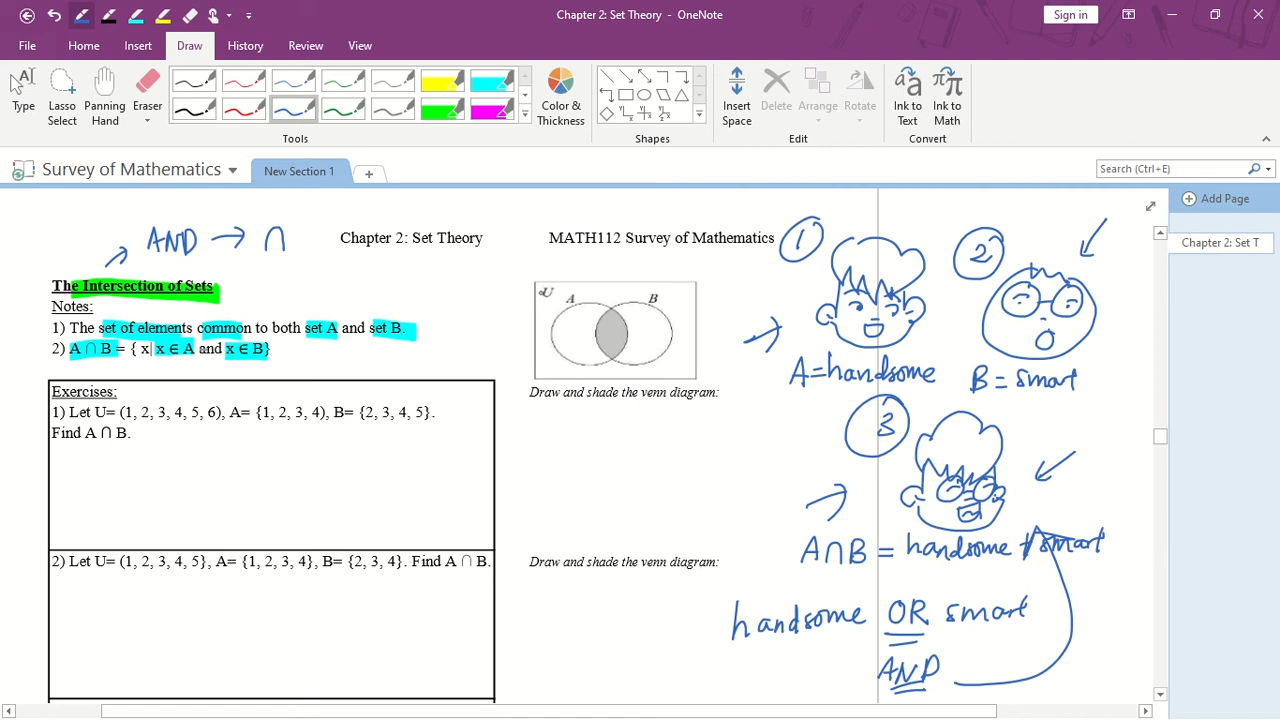 Chapter 2: Set Theory - OneNote
Sign in
File Home Insert Draw History Review View
Type
Lasso Select
Panning Hand
Eraser
Color & Thickness
Insert Space
Delete
Arrange
Rotate
Ink to Text
Ink to Math
Tools
Shapes
Edit
Convert
Survey of Mathematics
New Section 1
Search (Ctrl+E)
Add Page
Chapter 2: Set T
AND → ∩
Chapter 2: Set Theory
MATH112 Survey of Mathematics
The Intersection of Sets
Notes:
1) The set of elements common to both set A and set B.
2) A ∩ B = { x| x ∈ A and x ∈ B}
U
A
B
Draw and shade the venn diagram:
Exercises:
1) Let U= (1, 2, 3, 4, 5, 6), A= {1, 2, 3, 4), B= {2, 3, 4, 5}.
Find A ∩ B.
2) Let U= (1, 2, 3, 4, 5}, A= {1, 2, 3, 4}, B= {2, 3, 4}. Find A ∩ B.
Draw and shade the venn diagram:
1
2
A=handsome
B = smart
3
A∩B = handsome + smart
handsome OR smart
AND